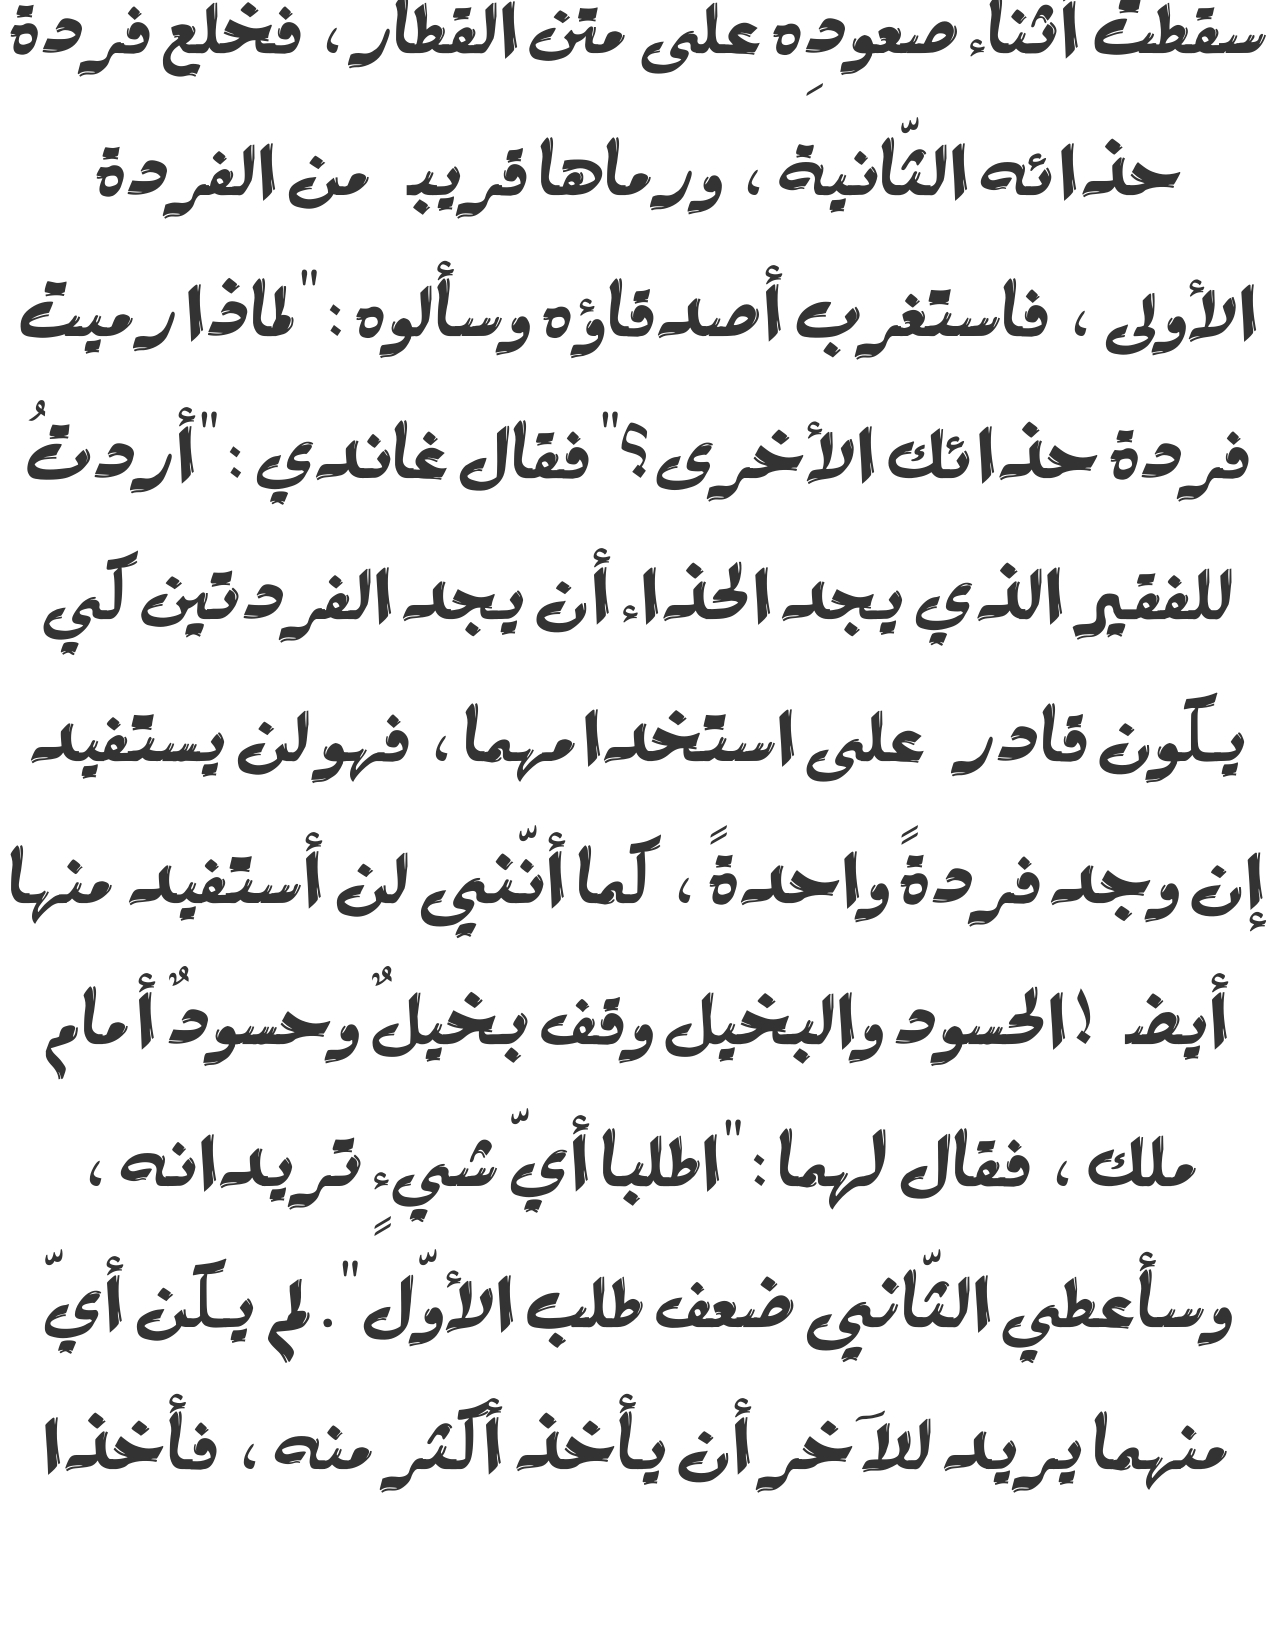 سقطت أثناء صعودِه على متن القطار، فخلع فردة
حذائه الثّانية، ورماها قريبـ من الفردة
الأولى، فاستغرب أصدقاؤه وسألوه: "لماذا رميت
فردة حذائك الأخرى؟" فقال غاندي: "أردتُ
للفقير الذي يجد الحذاء أن يجد الفردتين كي
يكون قادر على استخدامهما، فهو لن يستفيد
إن وجد فردةً واحدةً، كما أنّني لن أستفيد منها
أيضـ !الحسود والبخيل وقف بخيلٌ وحسودٌ أمام
ملك، فقال لهما: "اطلبا أيّ شيءٍ تريدانه،
وسأعطي الثّاني ضعف طلب الأوّل". لم يكن أيّ
منهما يريد للآخر أن يأخذ أكثر منه، فأخذا